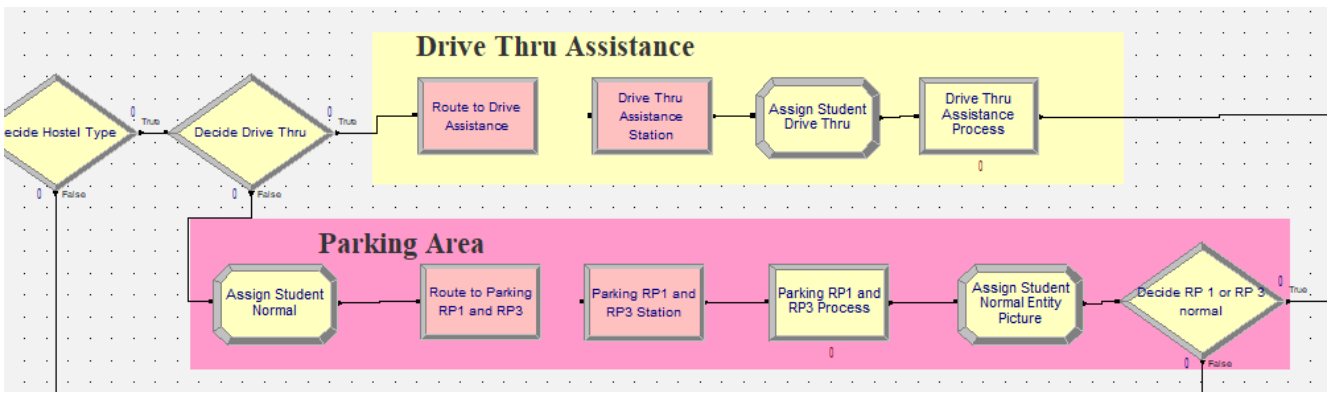 Drive Thru Assistance
ecide Hostel Type
0
True
0
False
Decide Drive Thru
0
True
0
False
Route to Drive
Assistance
Drive Thru
Assistance
Station
Assign Student
Drive Thru
Drive Thru
Assistance
Process
0
Parking Area
Assign Student
Normal
Route to Parking
RP1 and RP3
Parking RP1 and
RP3 Station
Parking RP1 and
RP3 Process
0
Assign Student
Normal Entity
Picture
Decide RP 1 or RP 3
normal
0
True
0
False